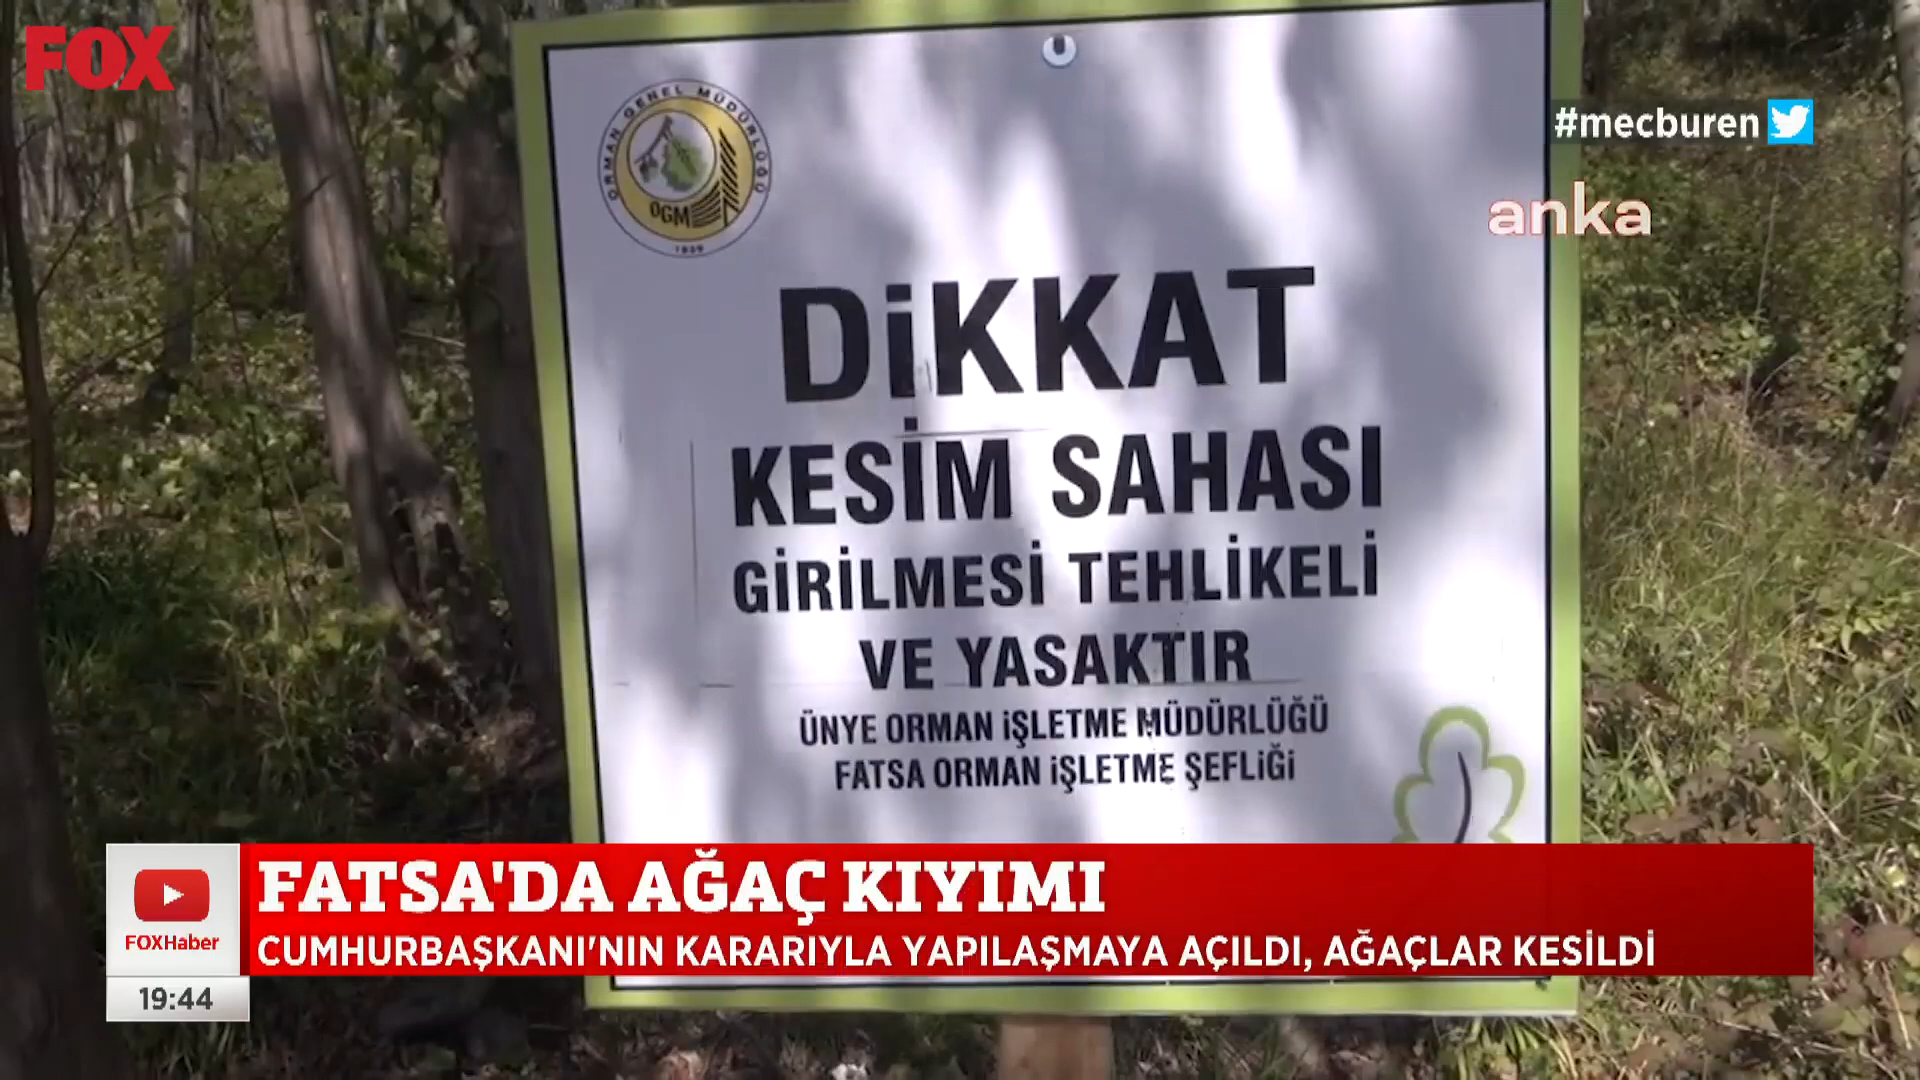 FOX
#mecburen
anka
ORMAN GENEL MÜDÜRLÜĞÜ
OGM
1839
DİKKAT
KESİM SAHASI
GİRİLMESİ TEHLİKELİ
VE YASAKTIR
ÜNYE ORMAN İŞLETME MÜDÜRLÜĞÜ
FATSA ORMAN İŞLETME ŞEFLİĞİ
FATSA'DA AĞAÇ KIYIMI
FOXHaber
CUMHURBAŞKANI'NIN KARARIYLA YAPILAŞMAYA AÇILDI, AĞAÇLAR KESİLDİ
19:44